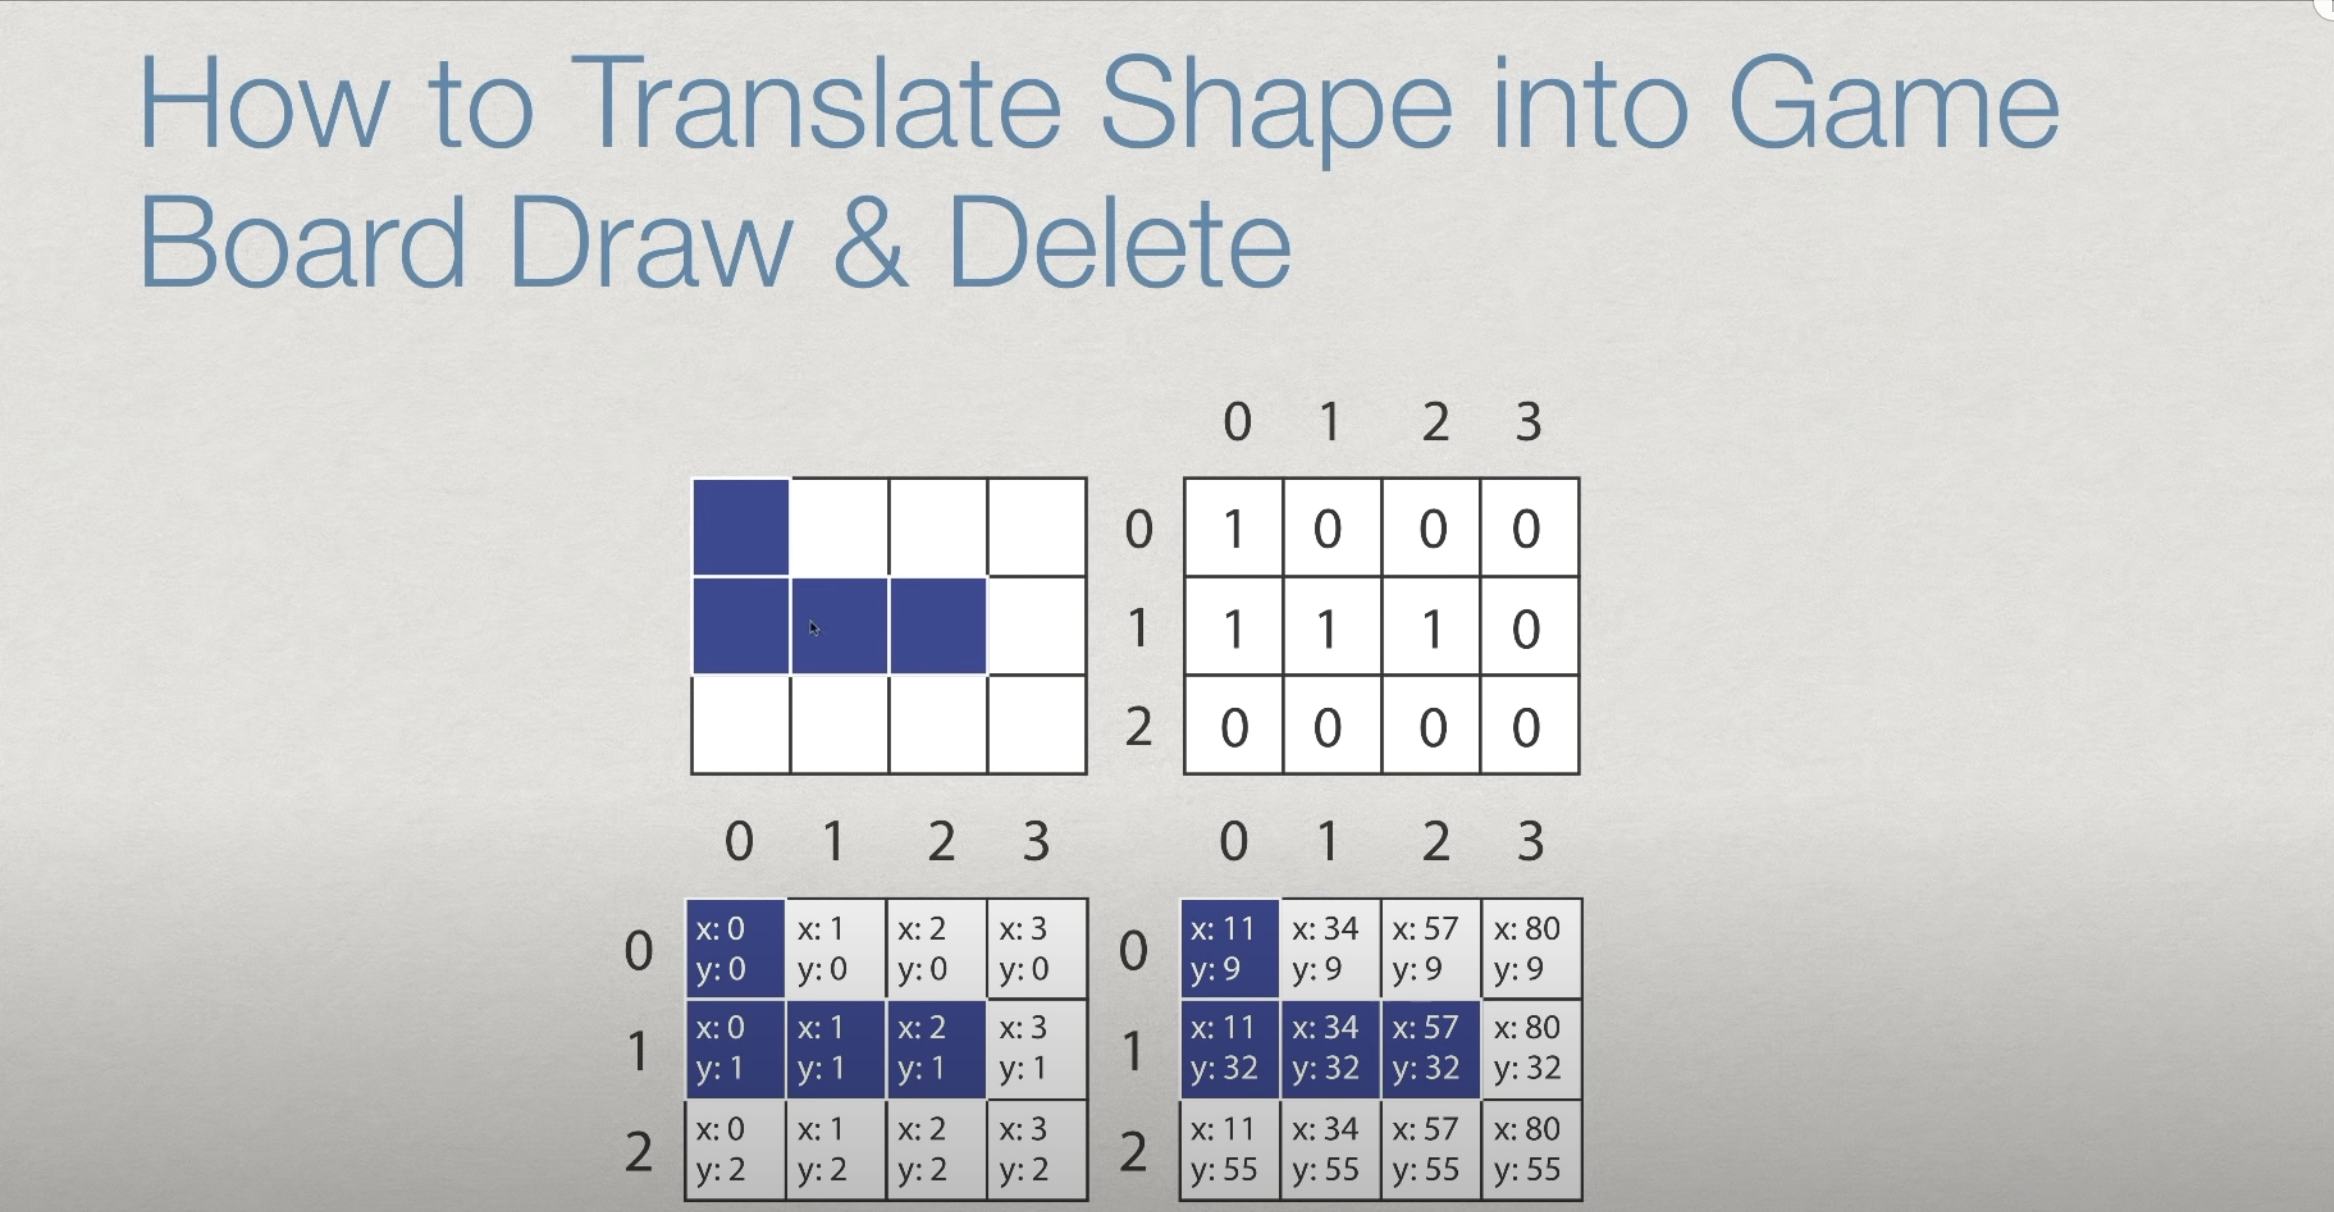 How to Translate Shape into Game
Board Draw & Delete
0 1 2 3
0 1 0 0 0
1 1 1 1 0
2 0 0 0 0
0 1 2 3
0
x: 0 x: 1 x: 2 x: 3
y: 0 y: 0 y: 0 y: 0
1
x: 0 x: 1 x: 2 x: 3
y: 1 y: 1 y: 1 y: 1
2
x: 0 x: 1 x: 2 x: 3
y: 2 y: 2 y: 2 y: 2
0 1 2 3
0
x: 11 x: 34 x: 57 x: 80
y: 9 y: 9 y: 9 y: 9
1
x: 11 x: 34 x: 57 x: 80
y: 32 y: 32 y: 32 y: 32
2
x: 11 x: 34 x: 57 x: 80
y: 55 y: 55 y: 55 y: 55